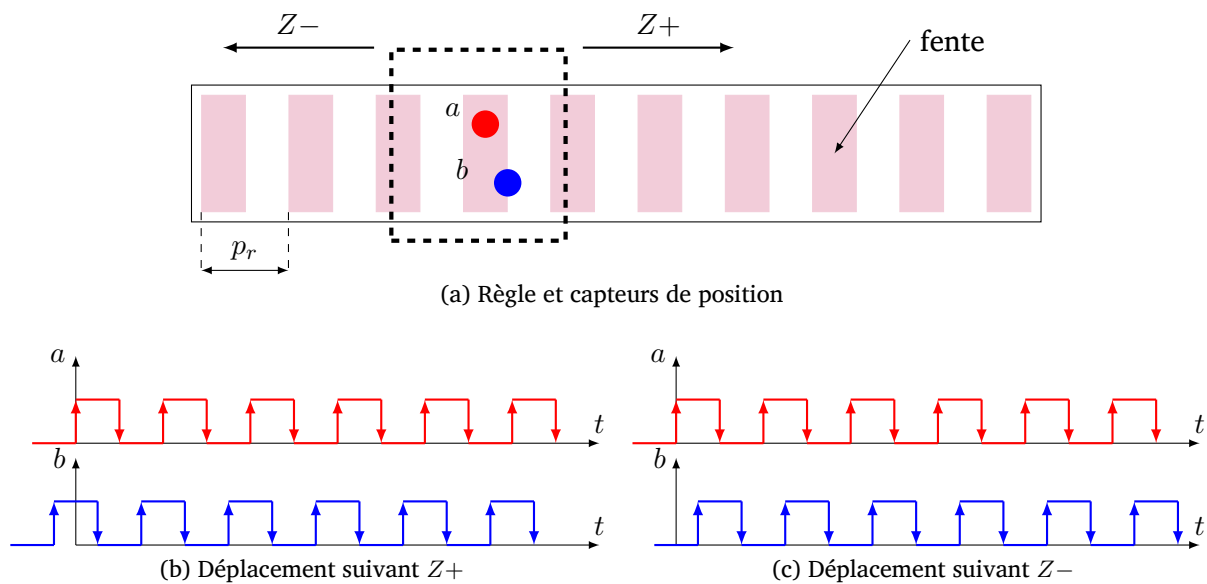 Z− Z+ fente
a
b
p_r
(a) Règle et capteurs de position
a a
t t
b b
t t
(b) Déplacement suivant Z+ (c) Déplacement suivant Z−